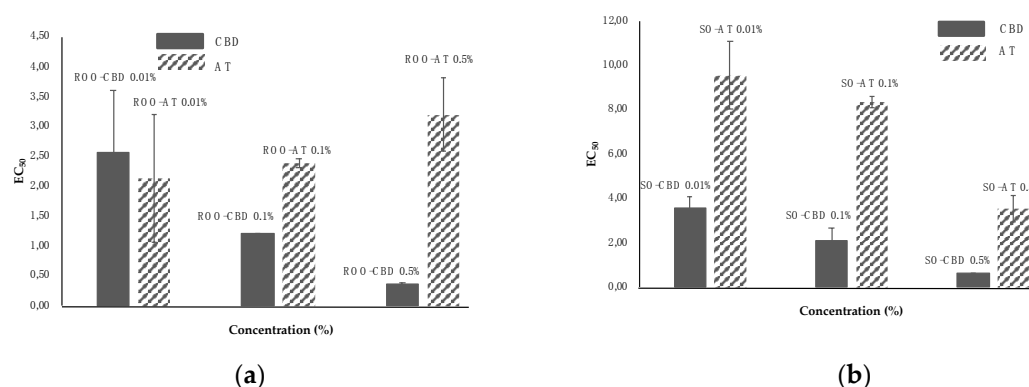 4,50
4,00
3,50
3,00
2,50
2,00
1,50
1,00
0,50
0,00
EC50
CBD
AT
ROO-CBD 0.01%
ROO-AT 0.01%
ROO-CBD 0.1%
ROO-AT 0.1%
ROO-CBD 0.5%
ROO-AT 0.5%
Concentration (%)
(a)
12,00
10,00
8,00
6,00
4,00
2,00
0,00
EC50
CBD
AT
SO-CBD 0.01%
SO-AT 0.01%
SO-CBD 0.1%
SO-AT 0.1%
SO-CBD 0.5%
SO-AT 0.
Concentration (%)
(b)